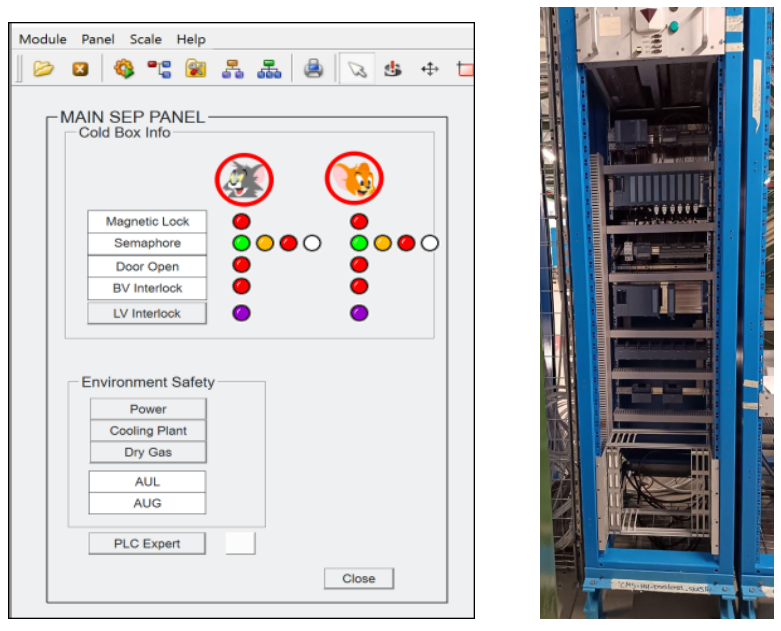 Module Panel Scale Help
MAIN SEP PANEL
Cold Box Info
Magnetic Lock
Semaphore
Door Open
BV Interlock
LV Interlock
Environment Safety
Power
Cooling Plant
Dry Gas
AUL
AUG
PLC Expert
Close